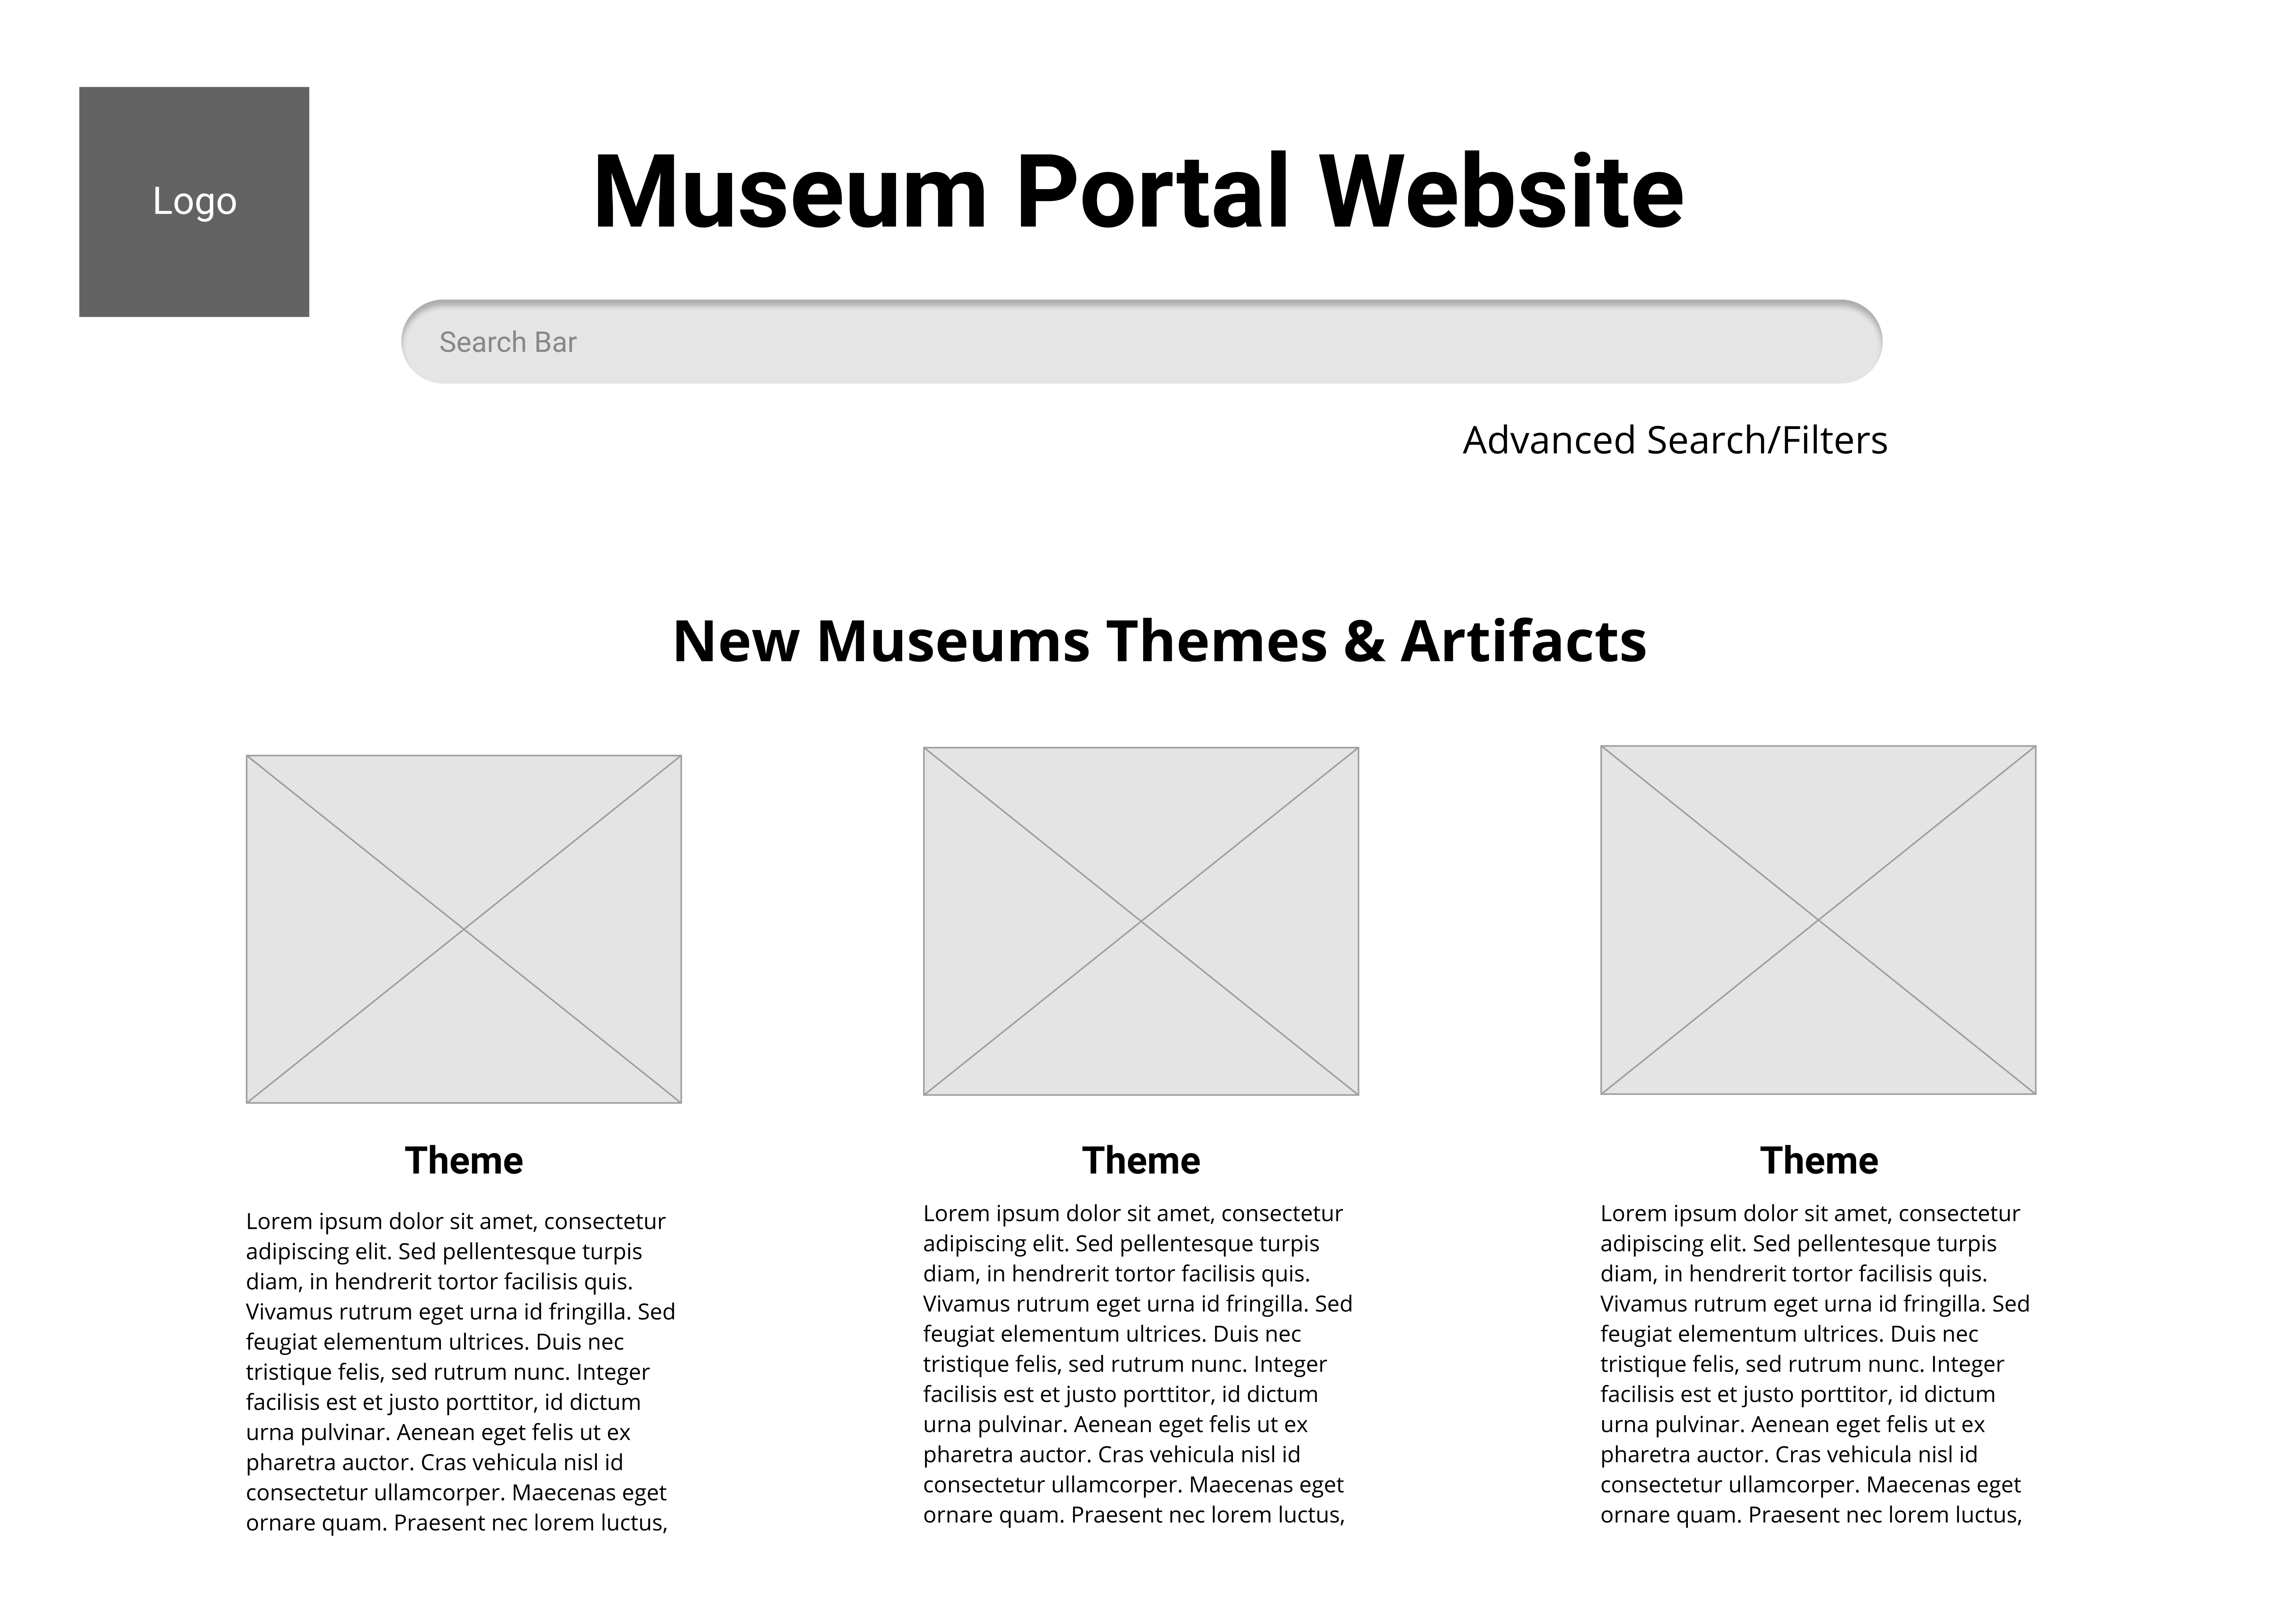 Logo
Museum Portal Website
Search Bar
Advanced Search/Filters
New Museums Themes & Artifacts
Theme
Lorem ipsum dolor sit amet, consectetur
adipiscing elit. Sed pellentesque turpis
diam, in hendrerit tortor facilisis quis.
Vivamus rutrum eget urna id fringilla. Sed
feugiat elementum ultrices. Duis nec
tristique felis, sed rutrum nunc. Integer
facilisis est et justo porttitor, id dictum
urna pulvinar. Aenean eget felis ut ex
pharetra auctor. Cras vehicula nisl id
consectetur ullamcorper. Maecenas eget
ornare quam. Praesent nec lorem luctus,
Theme
Lorem ipsum dolor sit amet, consectetur
adipiscing elit. Sed pellentesque turpis
diam, in hendrerit tortor facilisis quis.
Vivamus rutrum eget urna id fringilla. Sed
feugiat elementum ultrices. Duis nec
tristique felis, sed rutrum nunc. Integer
facilisis est et justo porttitor, id dictum
urna pulvinar. Aenean eget felis ut ex
pharetra auctor. Cras vehicula nisl id
consectetur ullamcorper. Maecenas eget
ornare quam. Praesent nec lorem luctus,
Theme
Lorem ipsum dolor sit amet, consectetur
adipiscing elit. Sed pellentesque turpis
diam, in hendrerit tortor facilisis quis.
Vivamus rutrum eget urna id fringilla. Sed
feugiat elementum ultrices. Duis nec
tristique felis, sed rutrum nunc. Integer
facilisis est et justo porttitor, id dictum
urna pulvinar. Aenean eget felis ut ex
pharetra auctor. Cras vehicula nisl id
consectetur ullamcorper. Maecenas eget
ornare quam. Praesent nec lorem luctus,